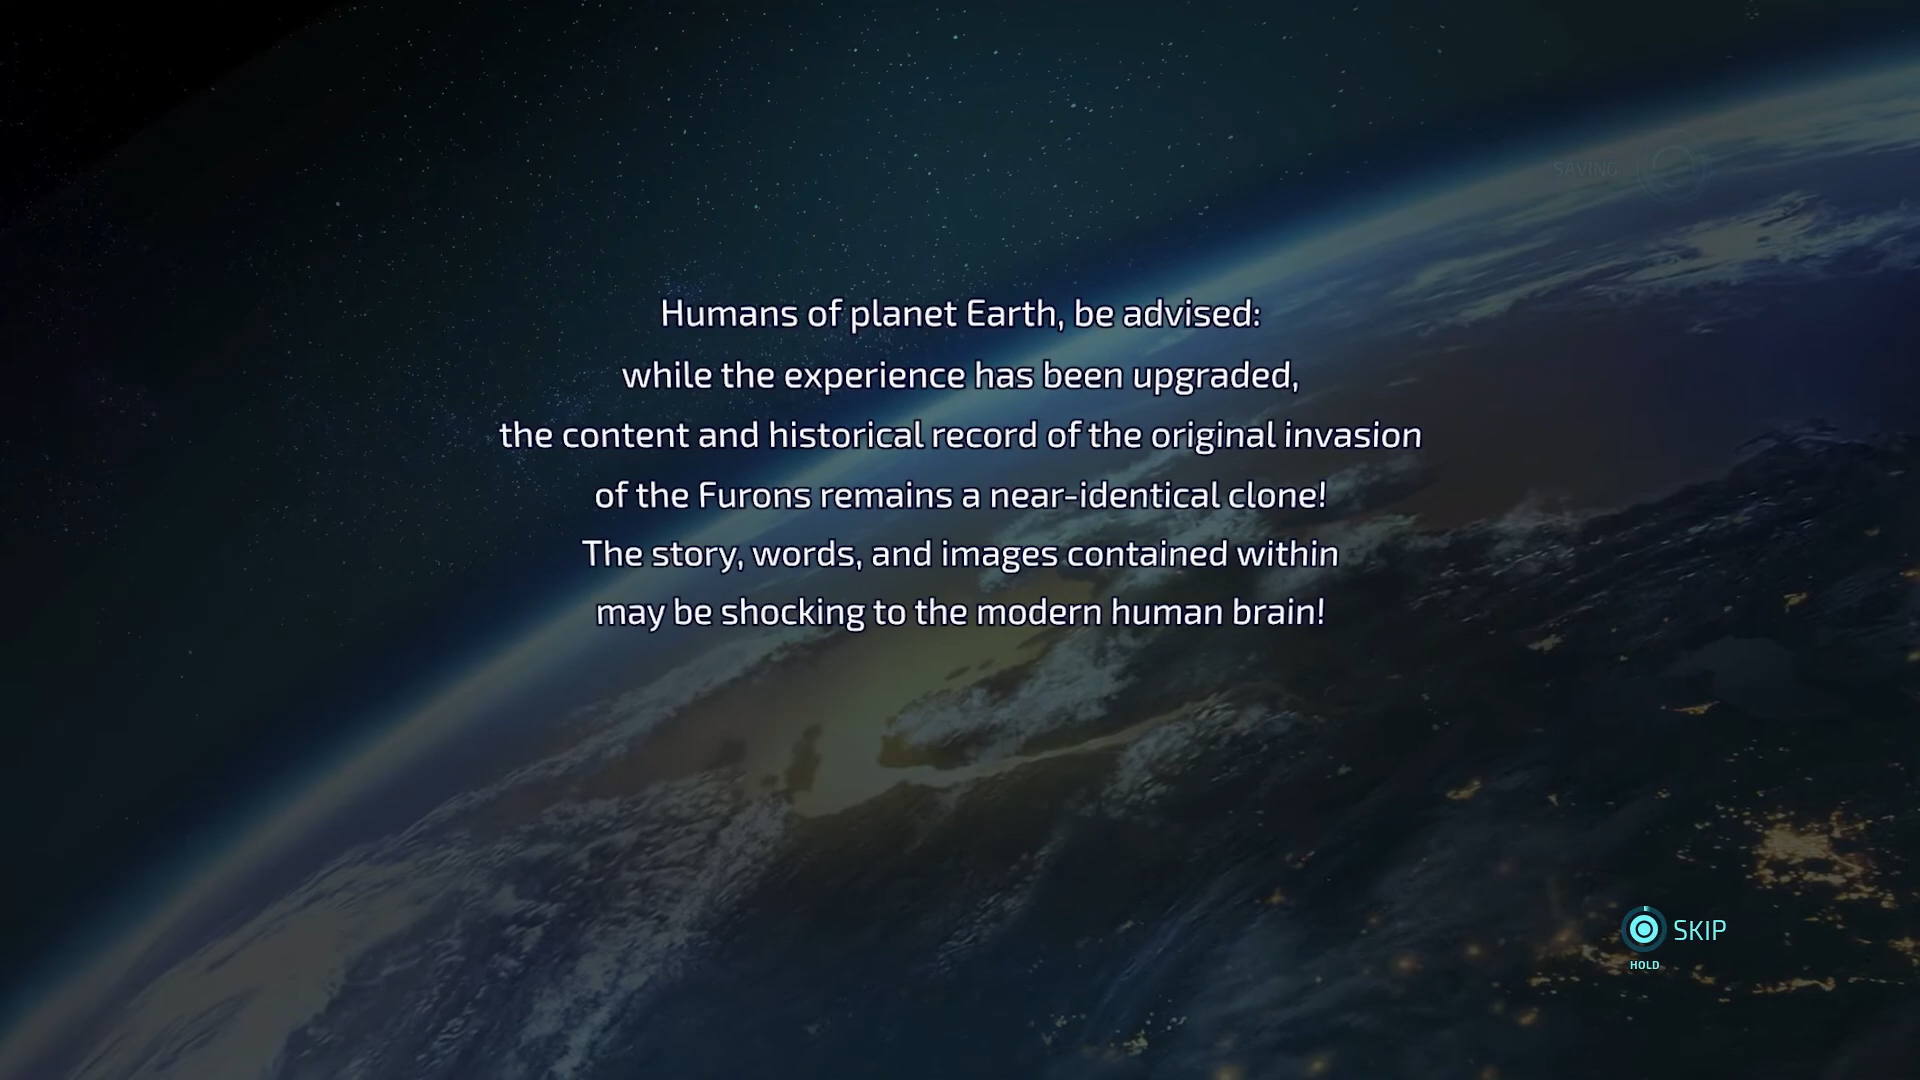 SAVING
Humans of planet Earth, be advised:
while the experience has been upgraded,
the content and historical record of the original invasion
of the Furons remains a near-identical clone!
The story, words, and images contained within
may be shocking to the modern human brain!
SKIP
HOLD